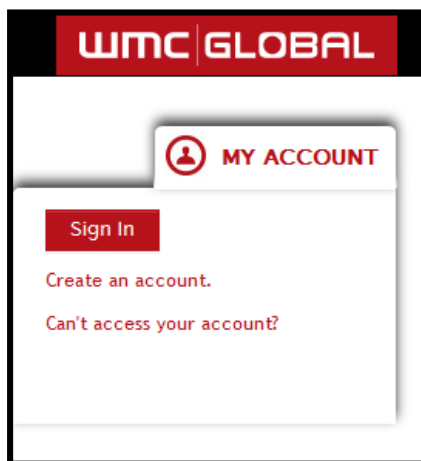 WMC GLOBAL
MY ACCOUNT
Sign In
Create an account.
Can't access your account?